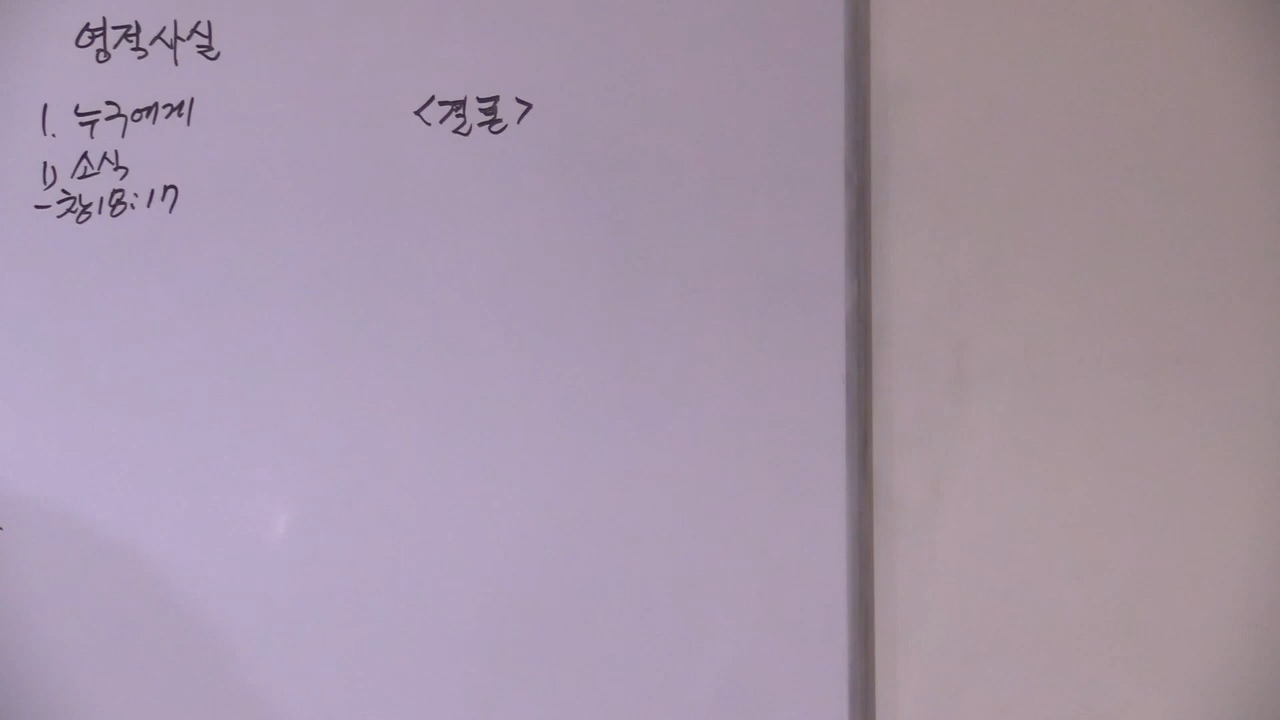 영적사실
1. 누구에게
1) 소식
-창18:17
<결론>